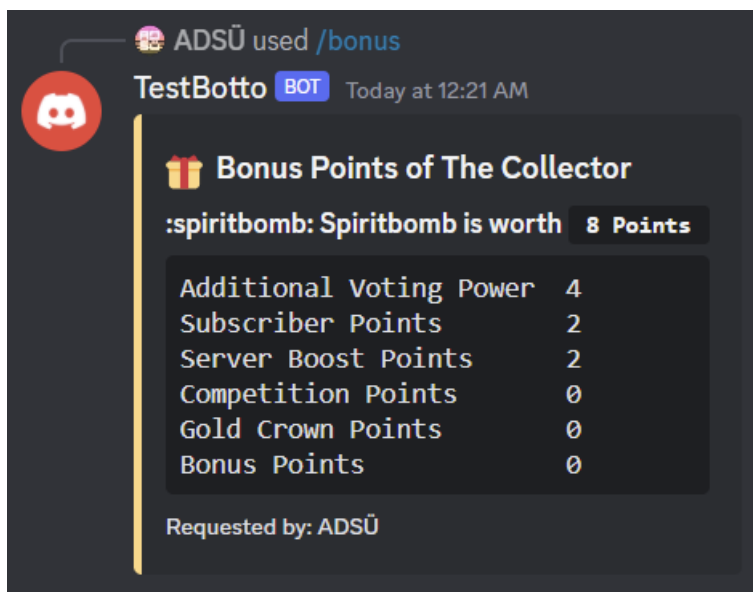 ADSŪ used /bonus
TestBotto BOT Today at 12:21 AM
Bonus Points of The Collector
:spiritbomb: Spiritbomb is worth 8 Points
Additional Voting Power 4
Subscriber Points 2
Server Boost Points 2
Competition Points 0
Gold Crown Points 0
Bonus Points 0
Requested by: ADSŪ